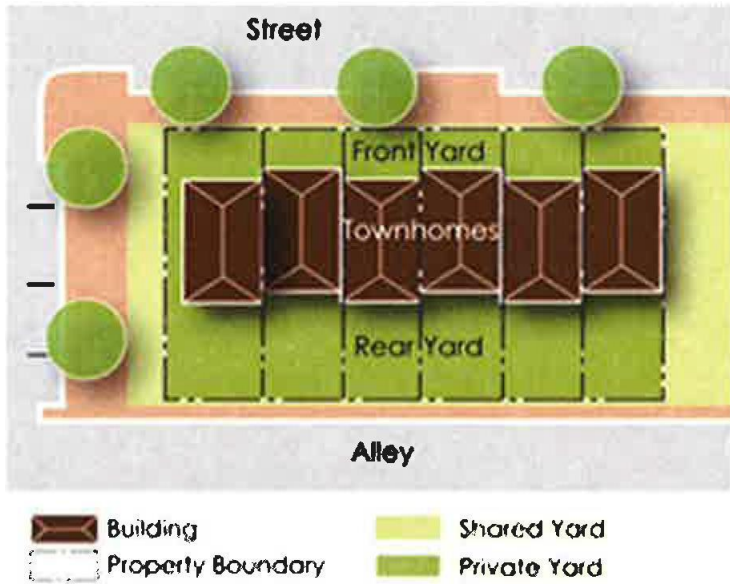 Street
Front Yard
Townhomes
Rear Yard
Alley
Building
Shared Yard
Property Boundary
Private Yard